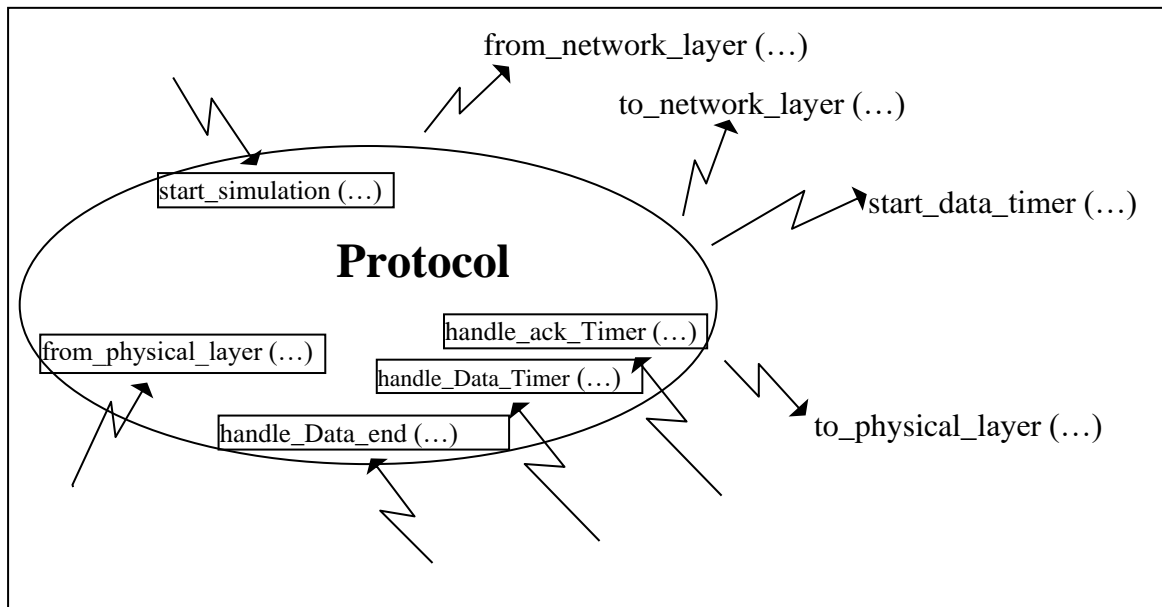 from_network_layer (…)
to_network_layer (…)
start_simulation (…)
start_data_timer (…)
Protocol
handle_ack_Timer (…)
from_physical_layer (…)
handle_Data_Timer (…)
handle_Data_end (…)
to_physical_layer (…)